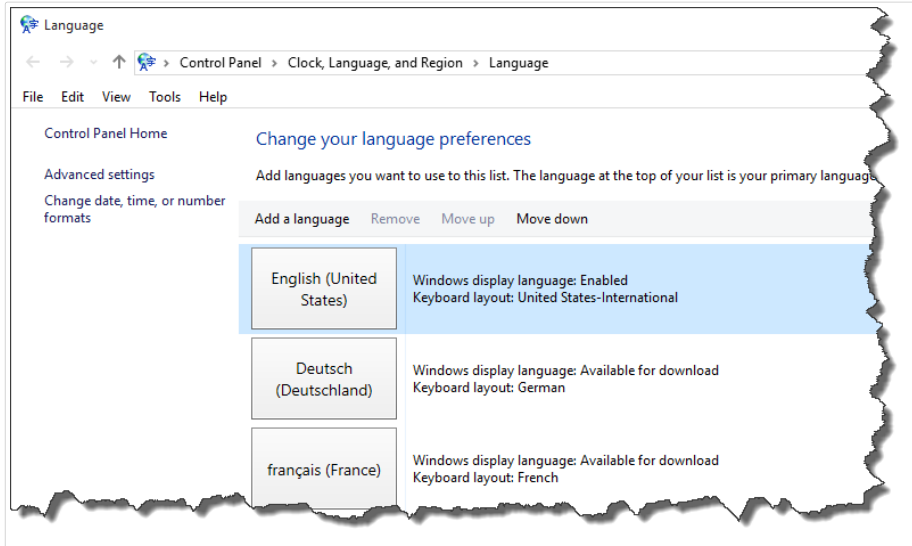 Language
Control Panel > Clock, Language, and Region > Language
File Edit View Tools Help
Control Panel Home
Advanced settings
Change date, time, or number
formats
Change your language preferences
Add languages you want to use to this list. The language at the top of your list is your primary language
Add a language Remove Move up Move down
English (United
States)
Windows display language: Enabled
Keyboard layout: United States-International
Deutsch
(Deutschland)
Windows display language: Available for download
Keyboard layout: German
français (France)
Windows display language: Available for download
Keyboard layout: French